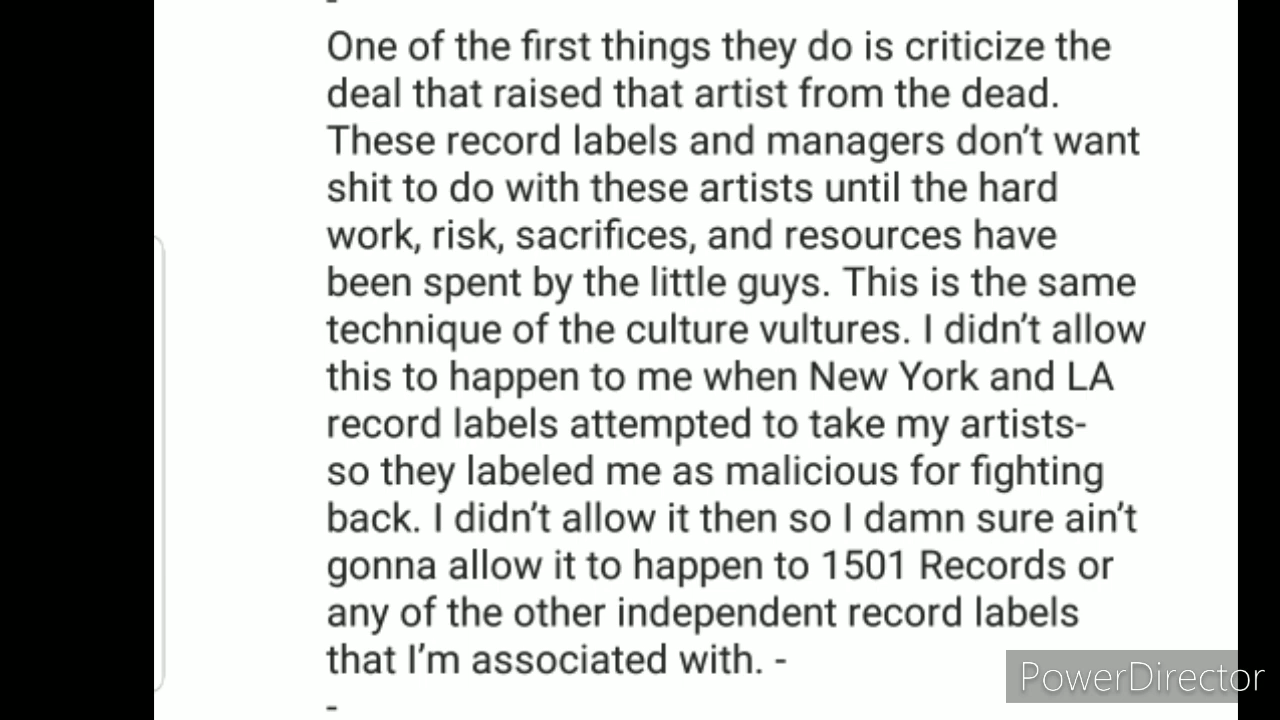 -
One of the first things they do is criticize the
deal that raised that artist from the dead.
These record labels and managers don’t want
shit to do with these artists until the hard
work, risk, sacrifices, and resources have
been spent by the little guys. This is the same
technique of the culture vultures. I didn’t allow
this to happen to me when New York and LA
record labels attempted to take my artists-
so they labeled me as malicious for fighting
back. I didn’t allow it then so I damn sure ain’t
gonna allow it to happen to 1501 Records or
any of the other independent record labels
that I’m associated with. -
-
PowerDirector